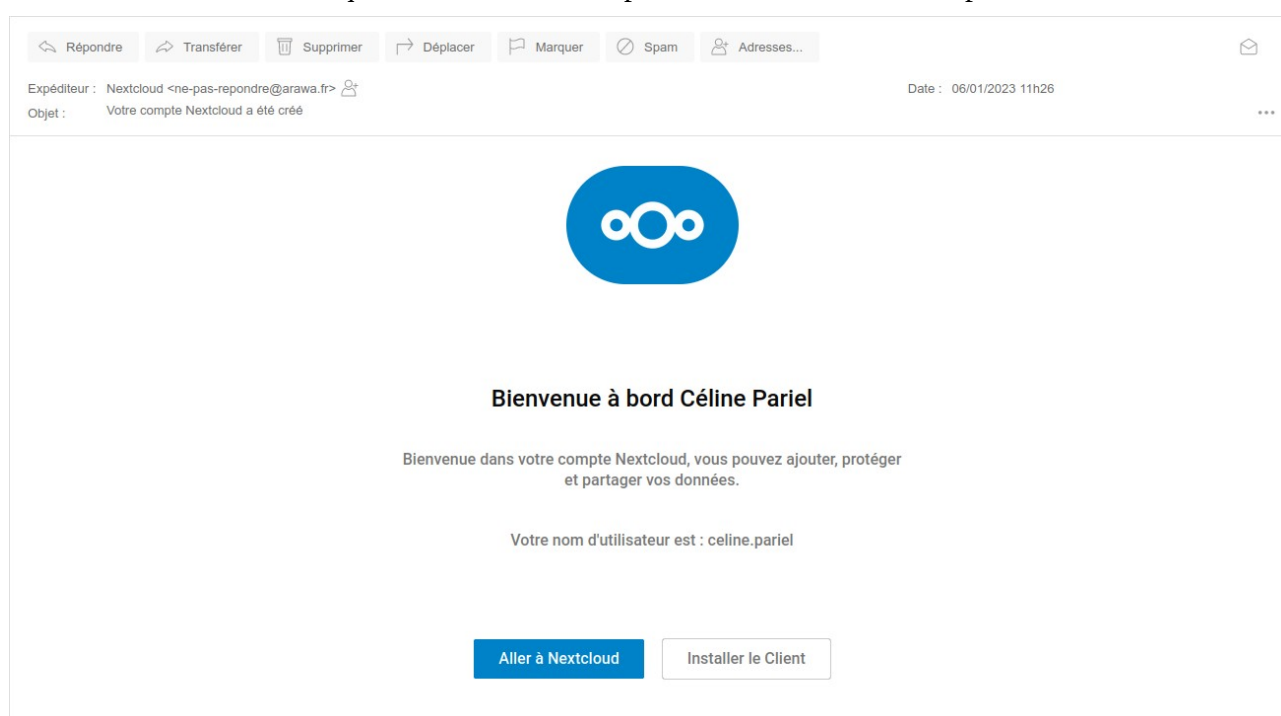 Répondre Transférer Supprimer Déplacer Marquer Spam Adresses...
Expéditeur : Nextcloud <ne-pas-repondre@arawa.fr> Date : 06/01/2023 11h26
Objet : Votre compte Nextcloud a été créé
Bienvenue à bord Céline Pariel
Bienvenue dans votre compte Nextcloud, vous pouvez ajouter, protéger
et partager vos données.
Votre nom d'utilisateur est : celine.pariel
Aller à Nextcloud Installer le Client